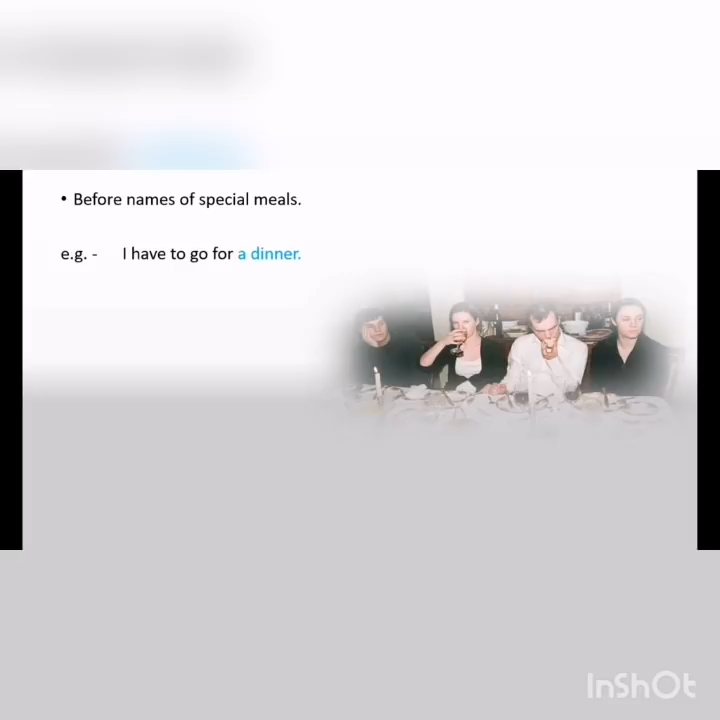 • Before names of special meals.
e.g. - I have to go for a dinner.
InShOt